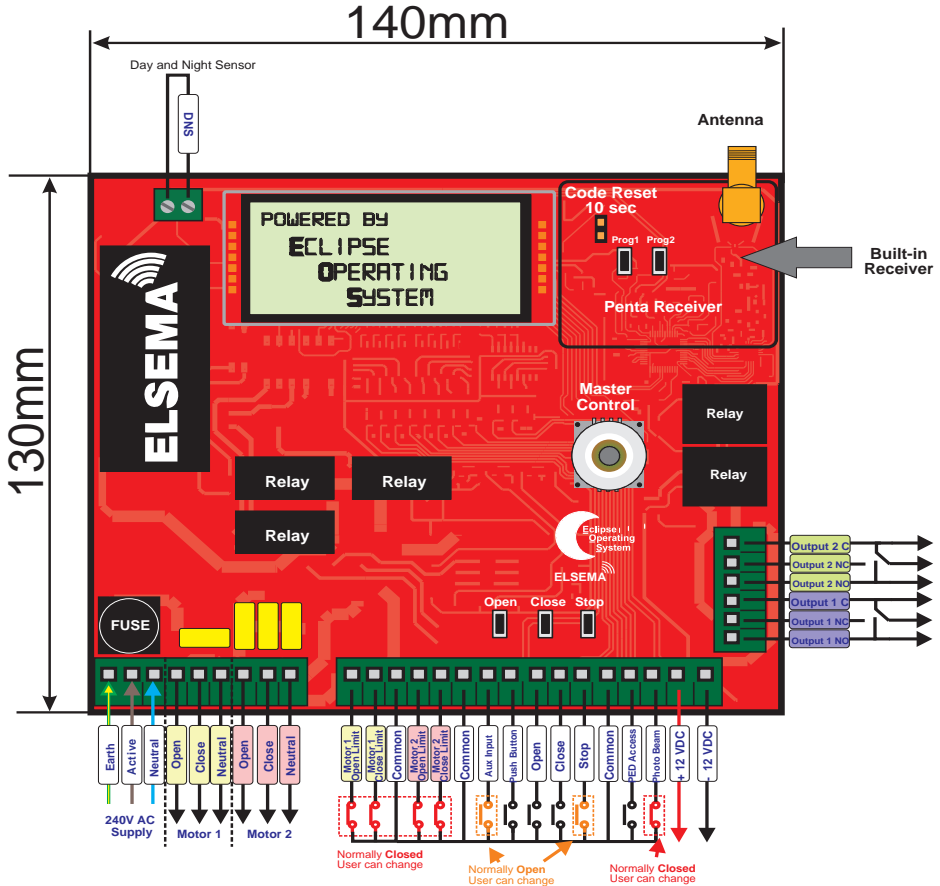 140mm
Day and Night Sensor
DNS
Antenna
130mm
POWERED BY
ECLIPSE
OPERATING
SYSTEM
Code Reset
10 sec
Prog1 Prog2
Penta Receiver
Built-in
Receiver
ELSEMA
Master
Control
Relay
Relay
Relay
Relay
Relay
Eclipse
Operating
System
ELSEMA
Open Close Stop
FUSE
Output 2 C
Output 2 NC
Output 2 NO
Output 1 C
Output 1 NC
Output 1 NO
Earth
Active
Neutral
Open
Close
Neutral
Open
Close
Neutral
240V AC
Supply
Motor 1
Motor 2
Motor 1
Open Limit
Motor 1
Close Limit
Common
Motor 2
Open Limit
Motor 2
Close Limit
Common
Aux Input
Push Button
Open
Close
Stop
Common
PED Access
Photo Beam
+ 12 VDC
- 12 VDC
Normally Closed
User can change
Normally Open
User can change
Normally Closed
User can change